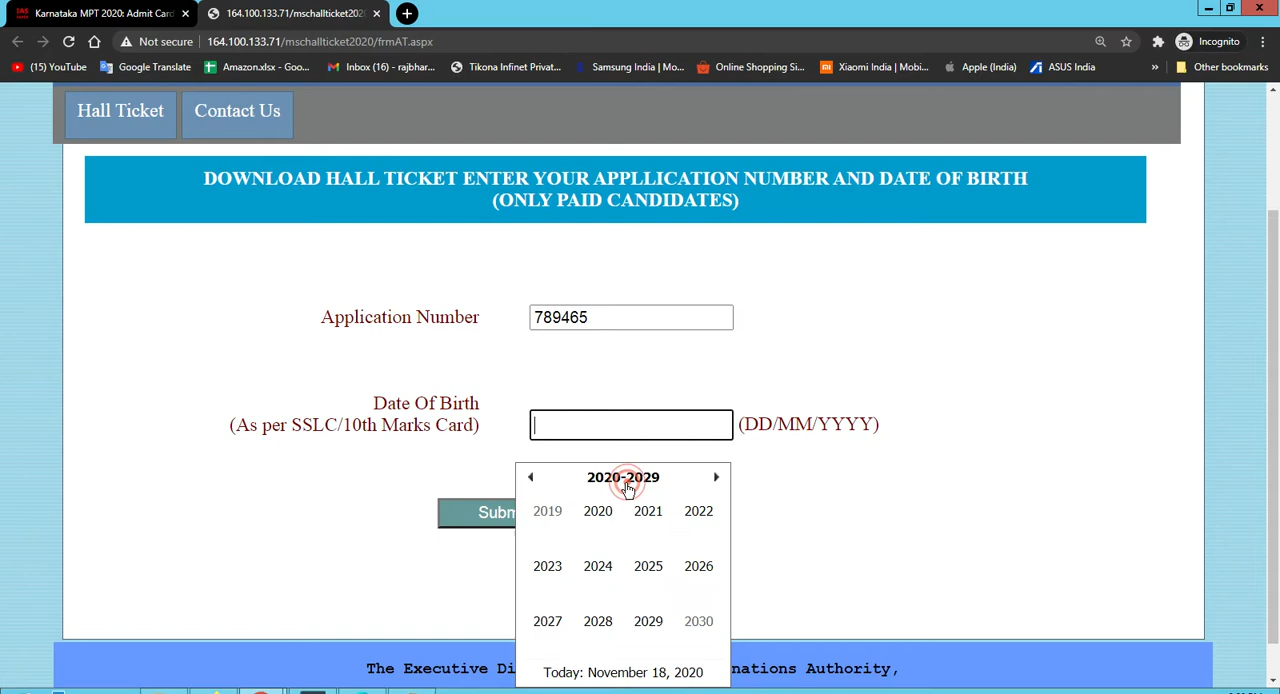 Karnataka MPT 2020: Admit Card
164.100.133.71/mschallticket202
Not secure
164.100.133.71/mschallticket2020/frmAT.aspx
Incognito
(15) YouTube
Google Translate
Amazon.xlsx - Goo...
Inbox (16) - rajbhar...
Tikona Infinet Privat...
Samsung India | Mo...
Online Shopping Si...
Xiaomi India | Mobi...
Apple (India)
ASUS India
»
Other bookmarks
Hall Ticket
Contact Us
DOWNLOAD HALL TICKET ENTER YOUR APPLLICATION NUMBER AND DATE OF BIRTH
(ONLY PAID CANDIDATES)
Application Number
789465
Date Of Birth
(As per SSLC/10th Marks Card)
(DD/MM/YYYY)
2020-2029
Subm
2019 2020 2021 2022
2023 2024 2025 2026
2027 2028 2029 2030
Today: November 18, 2020
The Executive Di
nations Authority,